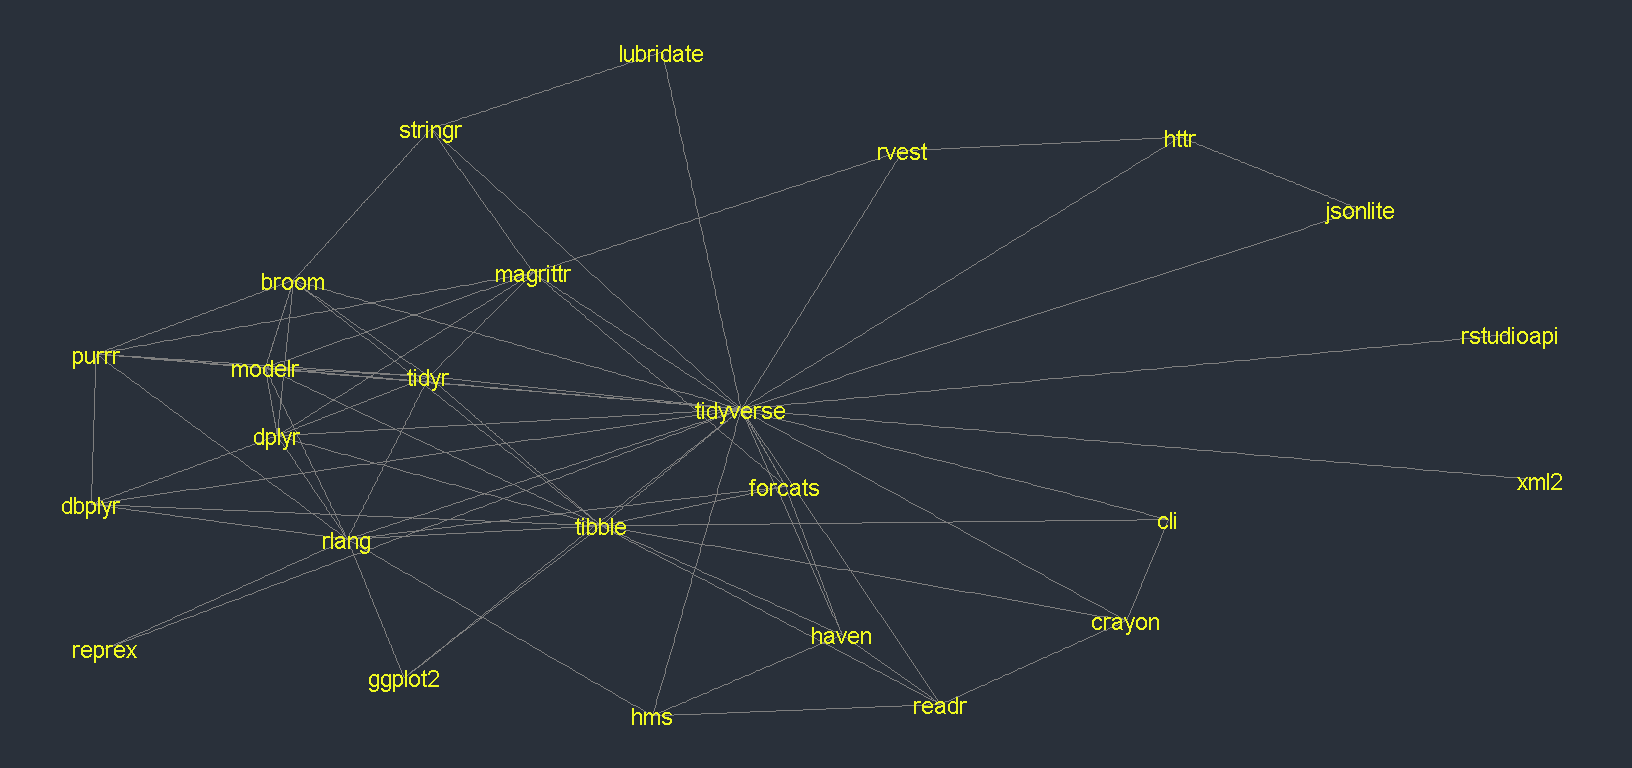 lubridate
stringr
httr
rvest
jsonlite
magrittr
broom
rstudioapi
purrr
modelr
tidyr
tidyverse
dplyr
xml2
forcats
dbplyr
cli
tibble
rlang
crayon
haven
reprex
ggplot2
readr
hms